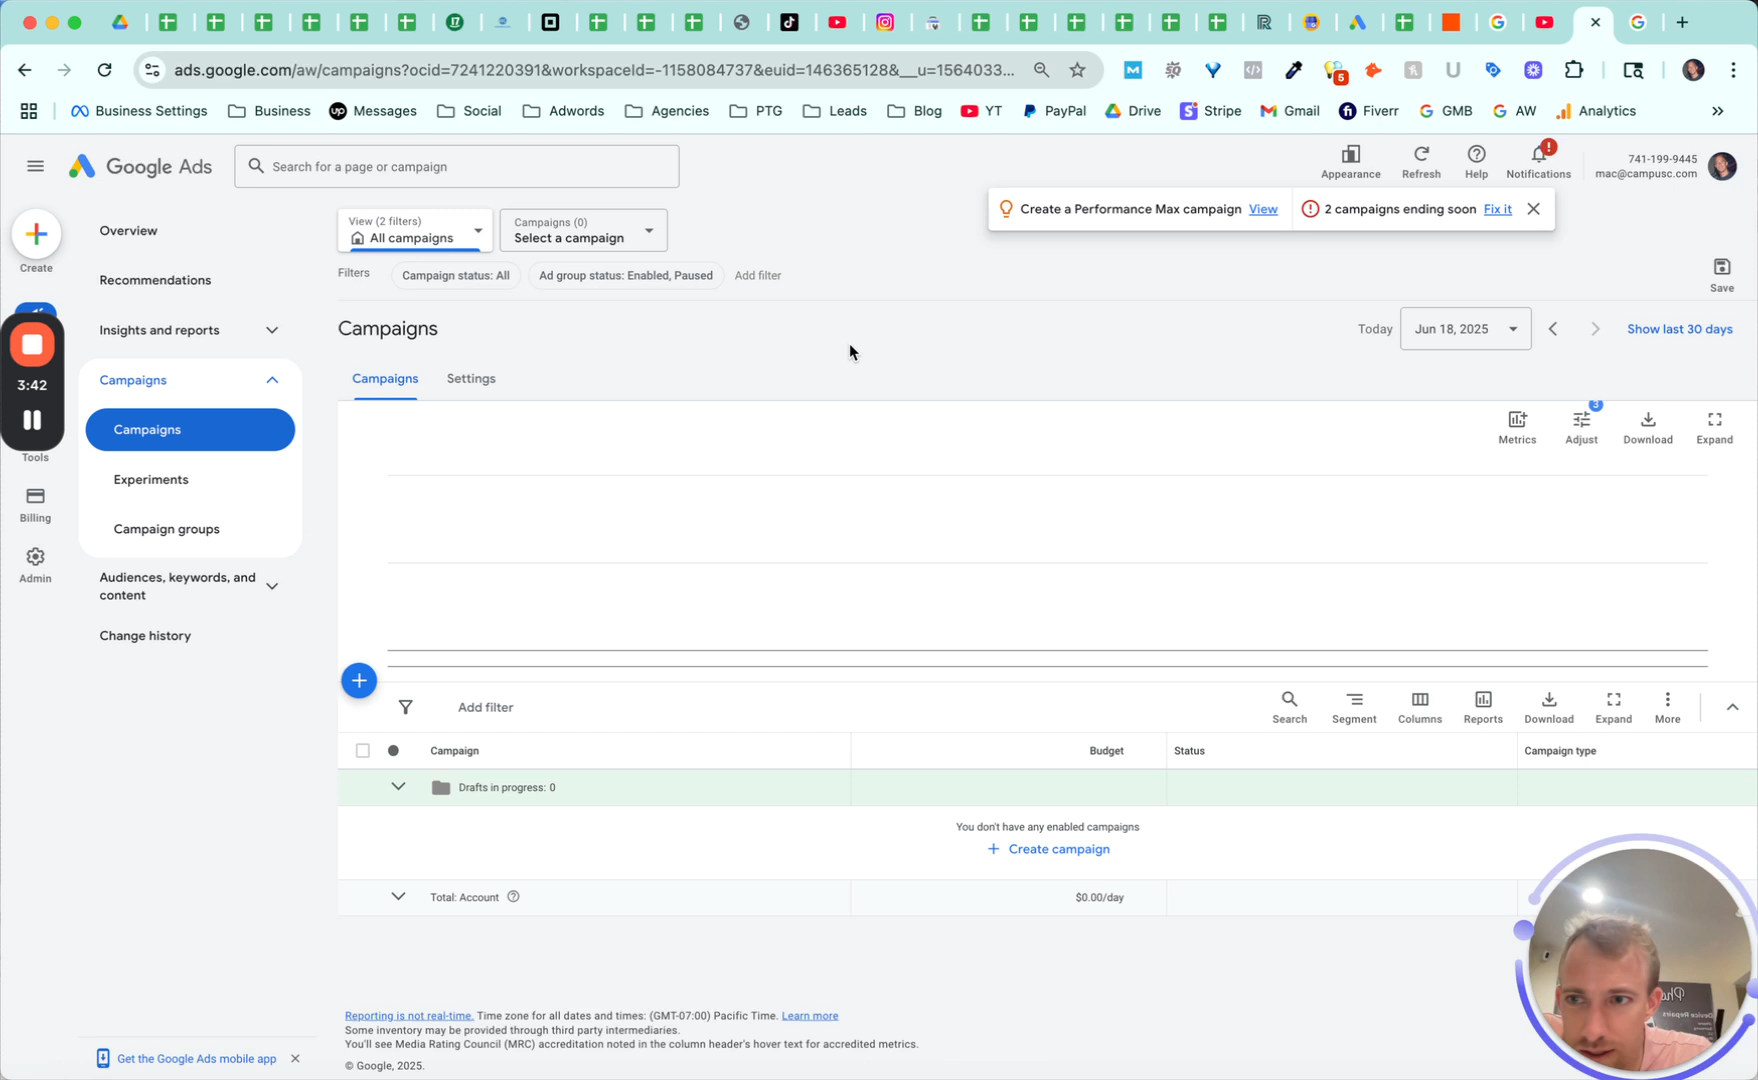 ads.google.com/aw/campaigns?ocid=7241220391&workspaceId=-1158084737&euid=146365128&__u=1564033...
5
Business Settings
Business
up Messages
Social
Adwords
Agencies
PTG
Leads
Blog
YT
PayPal
Drive
Stripe
Gmail
Fiverr
GMB
AW
Analytics
Google Ads
Search for a page or campaign
Appearance
Refresh
Help
Notifications
741-199-9445
mac@campusc.com
Create a Performance Max campaign View
2 campaigns ending soon Fix it
Create
Overview
Recommendations
Insights and reports
Campaigns
Campaigns
Experiments
Campaign groups
Audiences, keywords, and
content
Change history
3:42
Tools
Billing
Admin
View (2 filters)
All campaigns
Campaigns (0)
Select a campaign
Filters
Campaign status: All
Ad group status: Enabled, Paused
Add filter
Save
Campaigns
Today
Jun 18, 2025
Show last 30 days
Campaigns
Settings
3
Metrics
Adjust
Download
Expand
Add filter
Search
Segment
Columns
Reports
Download
Expand
More
Campaign
Budget
Status
Campaign type
Drafts in progress: 0
You don't have any enabled campaigns
+ Create campaign
Total: Account
$0.00/day
Reporting is not real-time. Time zone for all dates and times: (GMT-07:00) Pacific Time. Learn more
Some inventory may be provided through third party intermediaries.
You'll see Media Rating Council (MRC) accreditation noted in the column header's hover text for accredited metrics.
© Google, 2025.
Get the Google Ads mobile app